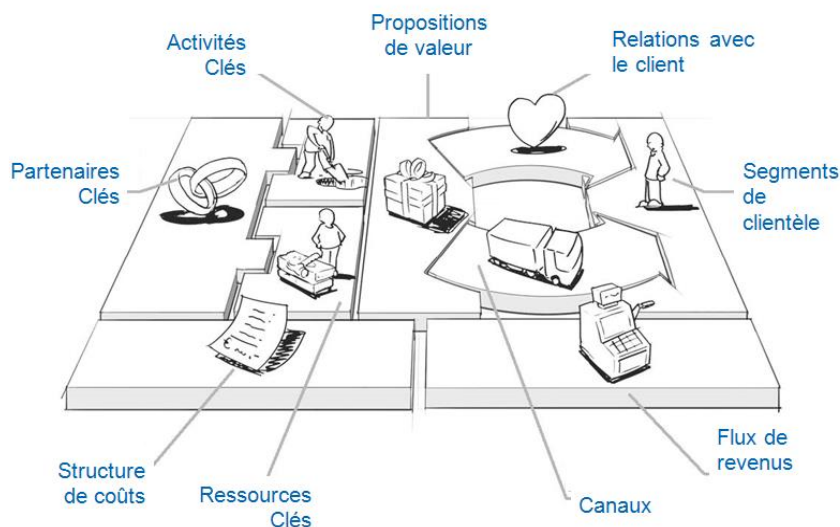 Activités
Clés
Propositions
de valeur
Relations avec
le client
Partenaires
Clés
Segments
de
clientèle
Structure
de coûts
Ressources
Clés
Canaux
Flux de
revenus